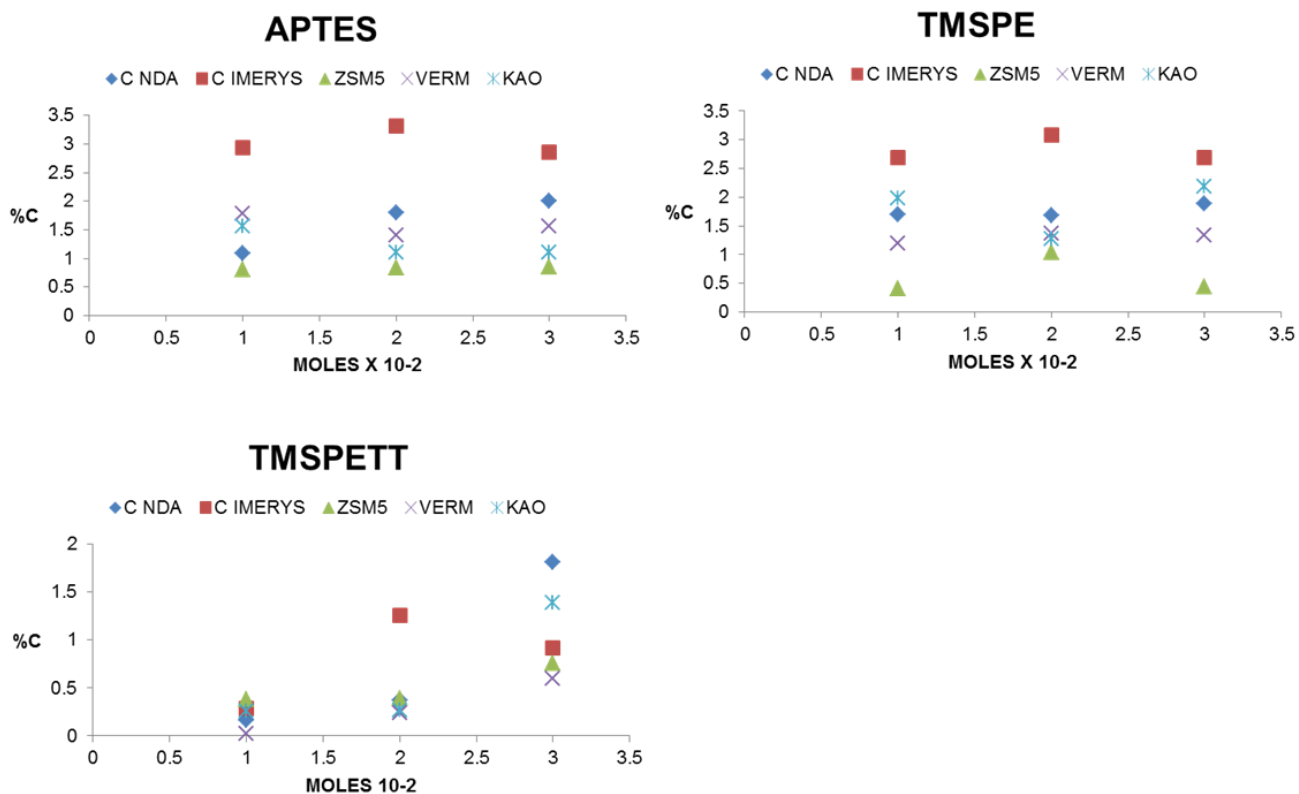 APTES
C NDA C IMERYS ZSM5 VERM KAO
3.5
3
2.5
2
1.5
1
0.5
0
%C
0 0.5 1 1.5 2 2.5 3 3.5
MOLES X 10-2
TMSPE
C NDA C IMERYS ZSM5 VERM KAO
3.5
3
2.5
2
1.5
1
0.5
0
%C
0 0.5 1 1.5 2 2.5 3 3.5
MOLES X 10-2
TMSPETT
C NDA C IMERYS ZSM5 VERM KAO
2
1.5
1
0.5
0
%C
0 0.5 1 1.5 2 2.5 3 3.5
MOLES 10-2